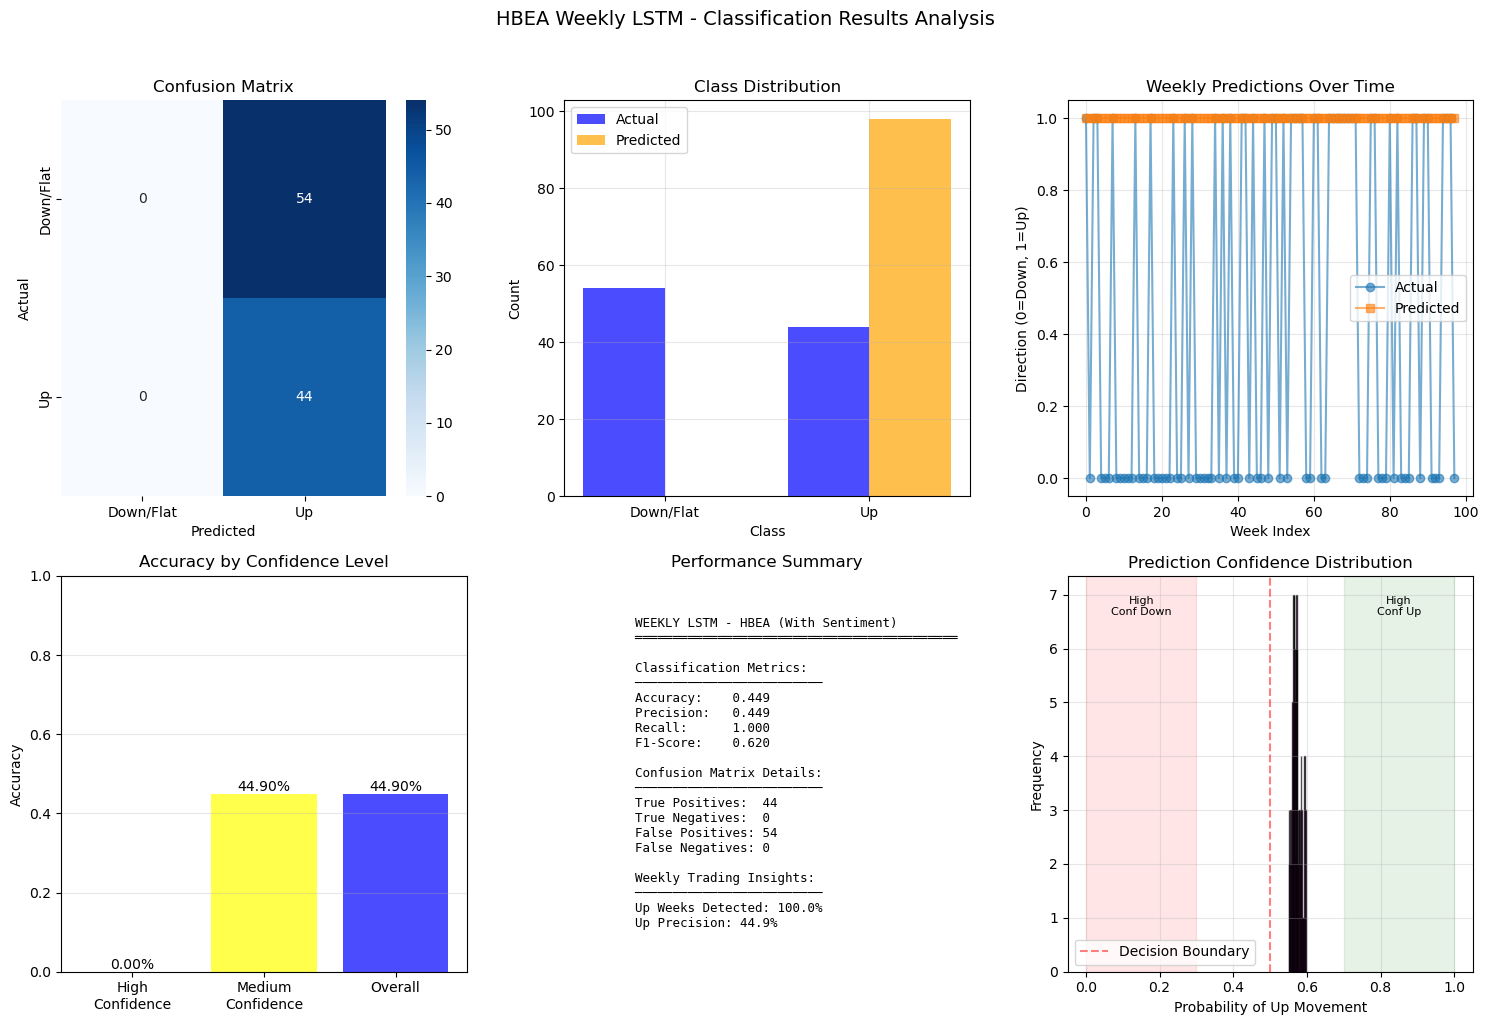 HBEA Weekly LSTM - Classification Results Analysis
Confusion Matrix
Down/Flat
Up
Actual
0
54
0
44
Down/Flat
Up
Predicted
50
40
30
20
10
0
Class Distribution
Actual
Predicted
100
80
60
40
20
0
Count
Down/Flat
Up
Class
Weekly Predictions Over Time
1.0
0.8
0.6
0.4
0.2
0.0
Direction (0=Down, 1=Up)
Actual
Predicted
0
20
40
60
80
100
Week Index
Accuracy by Confidence Level
1.0
0.8
0.6
0.4
0.2
0.0
Accuracy
0.00%
44.90%
44.90%
High
Confidence
Medium
Confidence
Overall
Performance Summary
WEEKLY LSTM - HBEA (With Sentiment)
Classification Metrics:
Accuracy: 0.449
Precision: 0.449
Recall: 1.000
F1-Score: 0.620
Confusion Matrix Details:
True Positives: 44
True Negatives: 0
False Positives: 54
False Negatives: 0
Weekly Trading Insights:
Up Weeks Detected: 100.0%
Up Precision: 44.9%
Prediction Confidence Distribution
7
6
5
4
3
2
1
0
Frequency
High
Conf Down
High
Conf Up
Decision Boundary
0.0
0.2
0.4
0.6
0.8
1.0
Probability of Up Movement